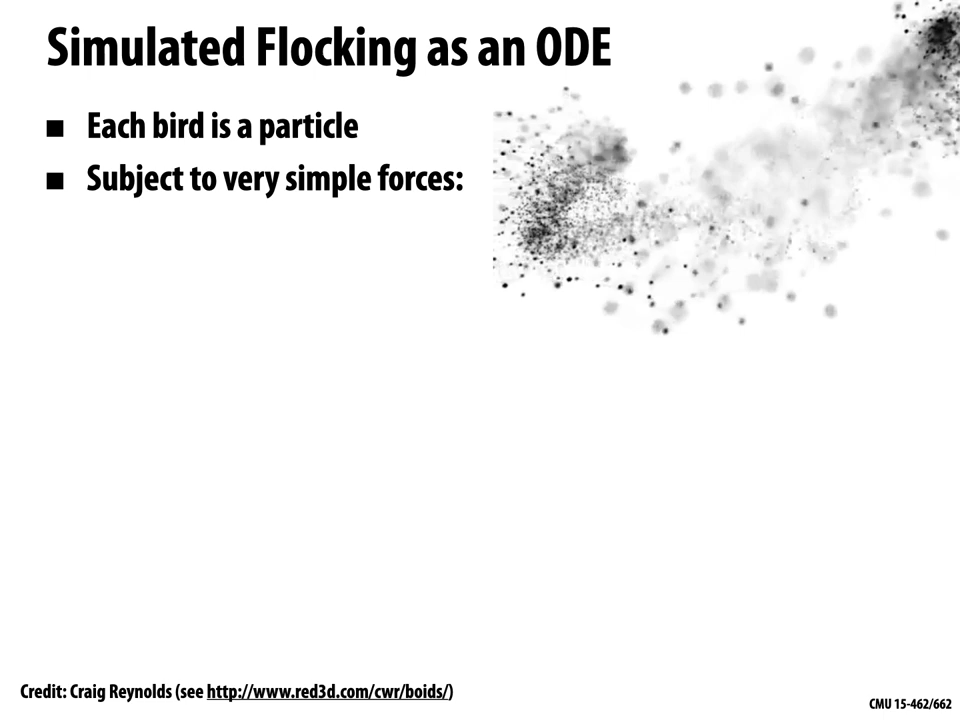 Simulated Flocking as an ODE
■ Each bird is a particle
■ Subject to very simple forces:
Credit: Craig Reynolds (see http://www.red3d.com/cwr/boids/)
CMU 15-462/662